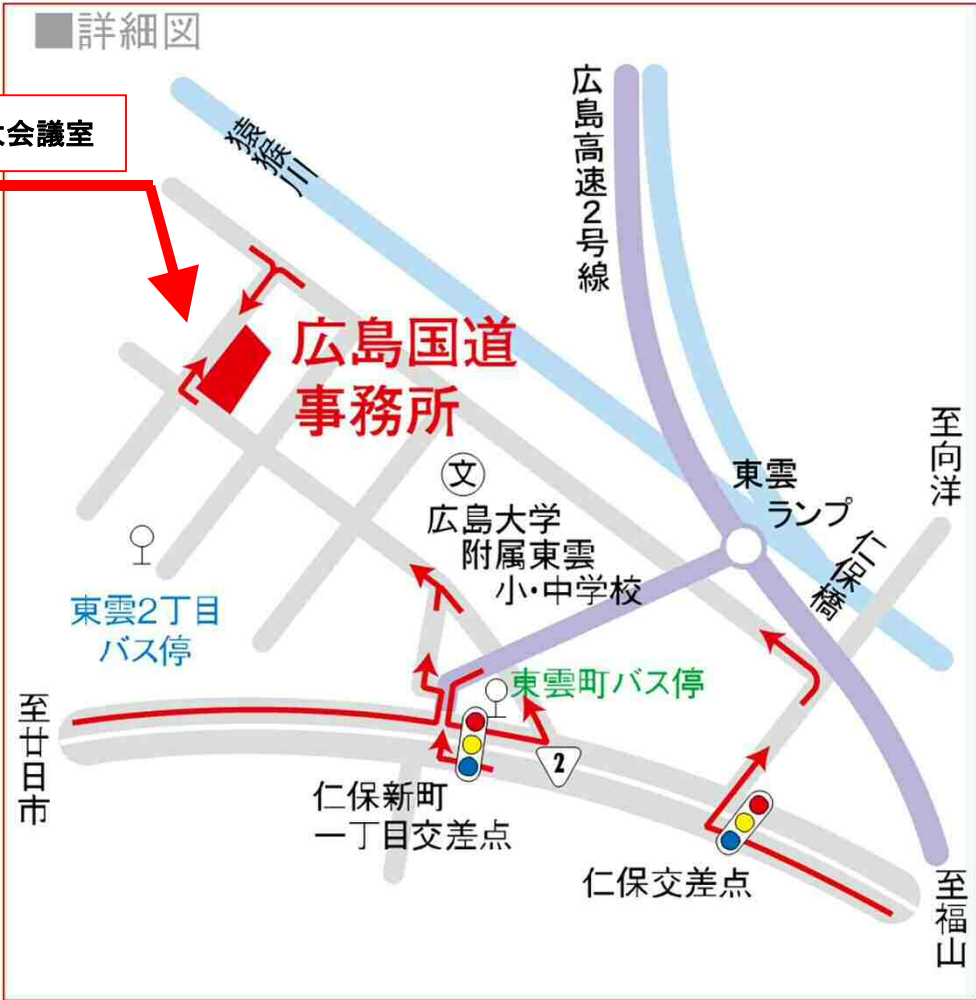 ■詳細図
会議室
猿猴川
広島高速2号線
広島国道
事務所
至向洋
文
広島大学
附属東雲
小・中学校
東雲
ランプ
仁保橋
東雲2丁目
バス停
東雲町バス停
至廿日市
2
仁保新町
一丁目交差点
仁保交差点
至福山